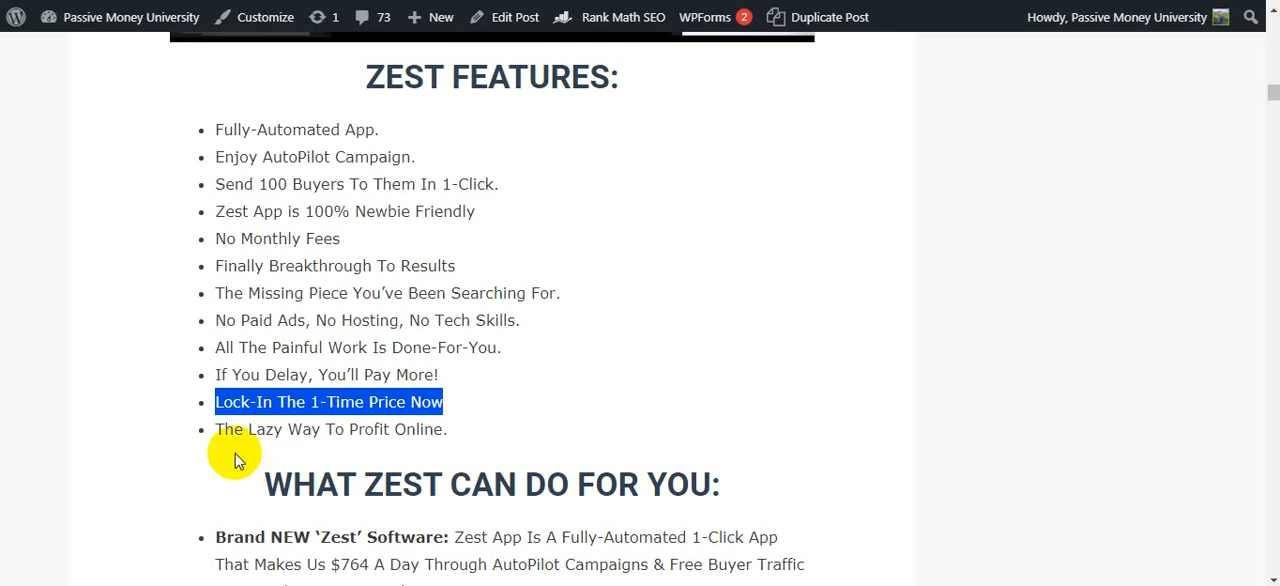 Passive Money University Customize 1 73 New Edit Post Rank Math SEO WPForms 2 Duplicate Post Howdy, Passive Money University
ZEST FEATURES:
Fully-Automated App.
Enjoy AutoPilot Campaign.
Send 100 Buyers To Them In 1-Click.
Zest App is 100% Newbie Friendly
No Monthly Fees
Finally Breakthrough To Results
The Missing Piece You’ve Been Searching For.
No Paid Ads, No Hosting, No Tech Skills.
All The Painful Work Is Done-For-You.
If You Delay, You’ll Pay More!
Lock-In The 1-Time Price Now
The Lazy Way To Profit Online.
WHAT ZEST CAN DO FOR YOU:
Brand NEW ‘Zest’ Software: Zest App Is A Fully-Automated 1-Click App
That Makes Us $764 A Day Through AutoPilot Campaigns & Free Buyer Traffic